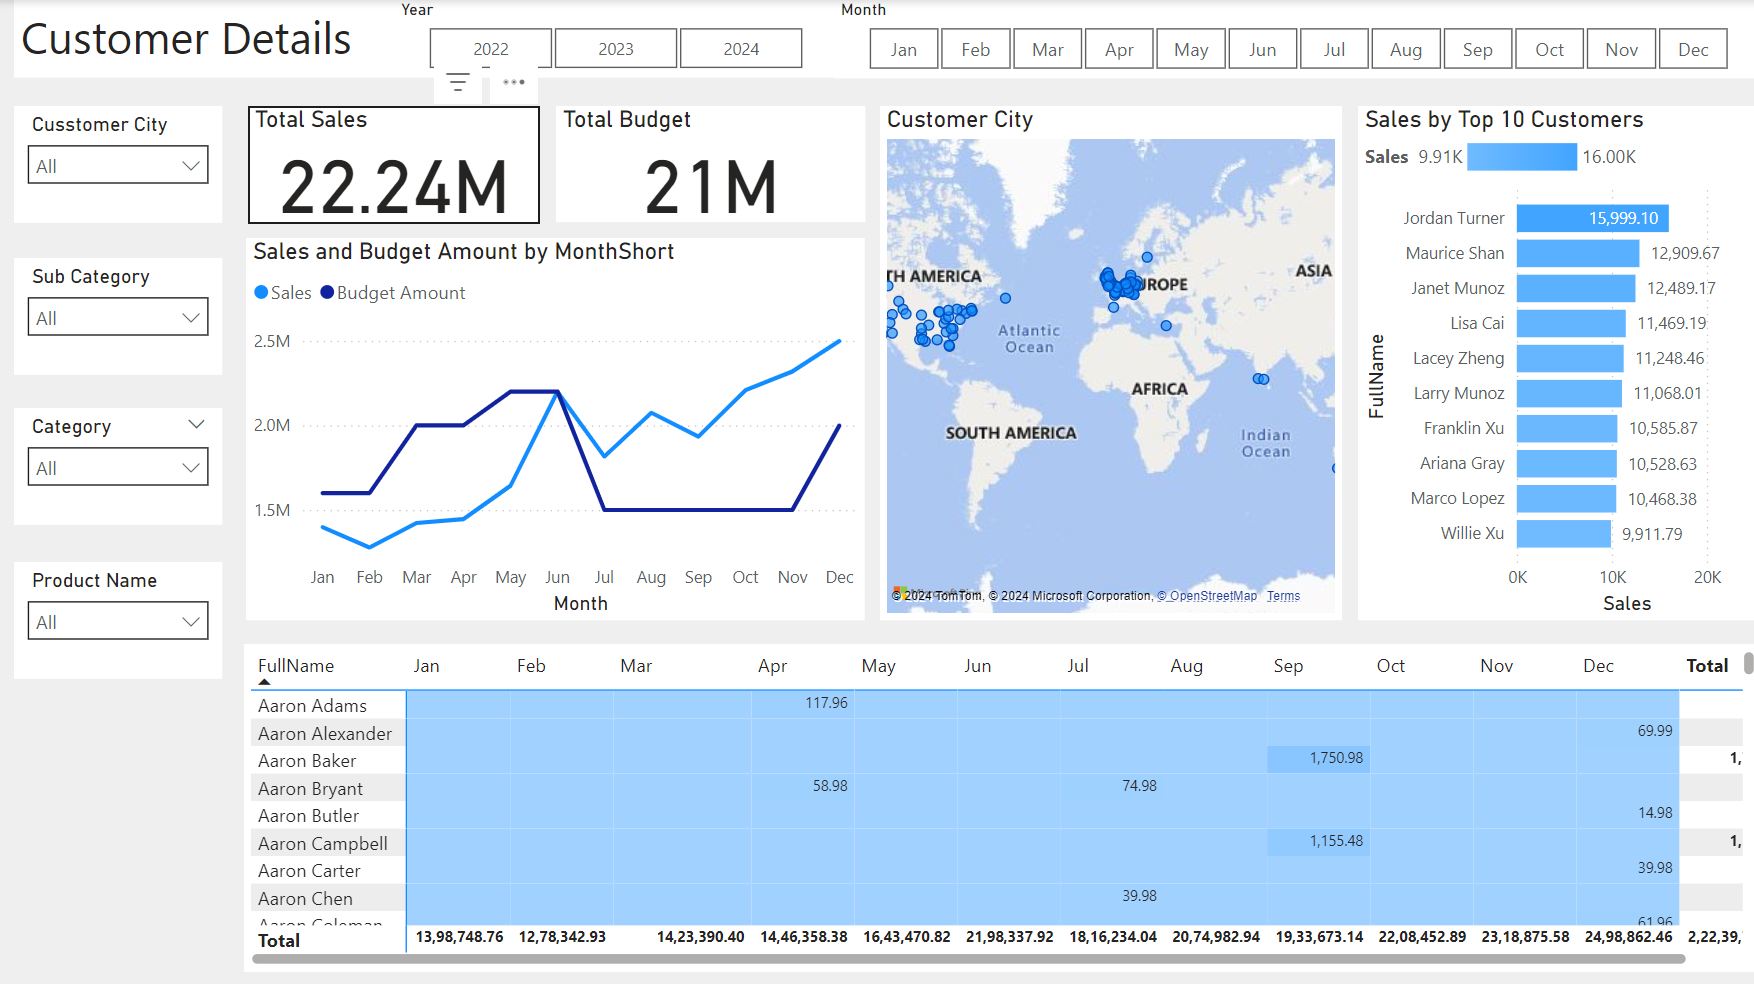 Customer Details
Year
2022 2023 2024
Month
Jan Feb Mar Apr May Jun Jul Aug Sep Oct Nov Dec
Cusstomer City
All
Sub Category
All
Category
All
Product Name
All
Total Sales
22.24M
Total Budget
21M
Sales and Budget Amount by MonthShort
Sales Budget Amount
2.5M
2.0M
1.5M
Jan Feb Mar Apr May Jun Jul Aug Sep Oct Nov Dec
Month
Customer City
TH AMERICA
UROPE
ASIA
Atlantic
Ocean
AFRICA
SOUTH AMERICA
Indian
Ocean
© 2024 TomTom, © 2024 Microsoft Corporation, © OpenStreetMap Terms
Sales by Top 10 Customers
Sales 9.91K 16.00K
FullName
Jordan Turner 15,999.10
Maurice Shan 12,909.67
Janet Munoz 12,489.17
Lisa Cai 11,469.19
Lacey Zheng 11,248.46
Larry Munoz 11,068.01
Franklin Xu 10,585.87
Ariana Gray 10,528.63
Marco Lopez 10,468.38
Willie Xu 9,911.79
0K 10K 20K
Sales
FullName Jan Feb Mar Apr May Jun Jul Aug Sep Oct Nov Dec Total
Aaron Adams 117.96
Aaron Alexander 69.99
Aaron Baker 1,750.98 1,
Aaron Bryant 58.98 74.98
Aaron Butler 14.98
Aaron Campbell 1,155.48 1,
Aaron Carter 39.98
Aaron Chen 39.98
Aaron Coleman 61.96
Total 13,98,748.76 12,78,342.93 14,23,390.40 14,46,358.38 16,43,470.82 21,98,337.92 18,16,234.04 20,74,982.94 19,33,673.14 22,08,452.89 23,18,875.58 24,98,862.46 2,22,39,